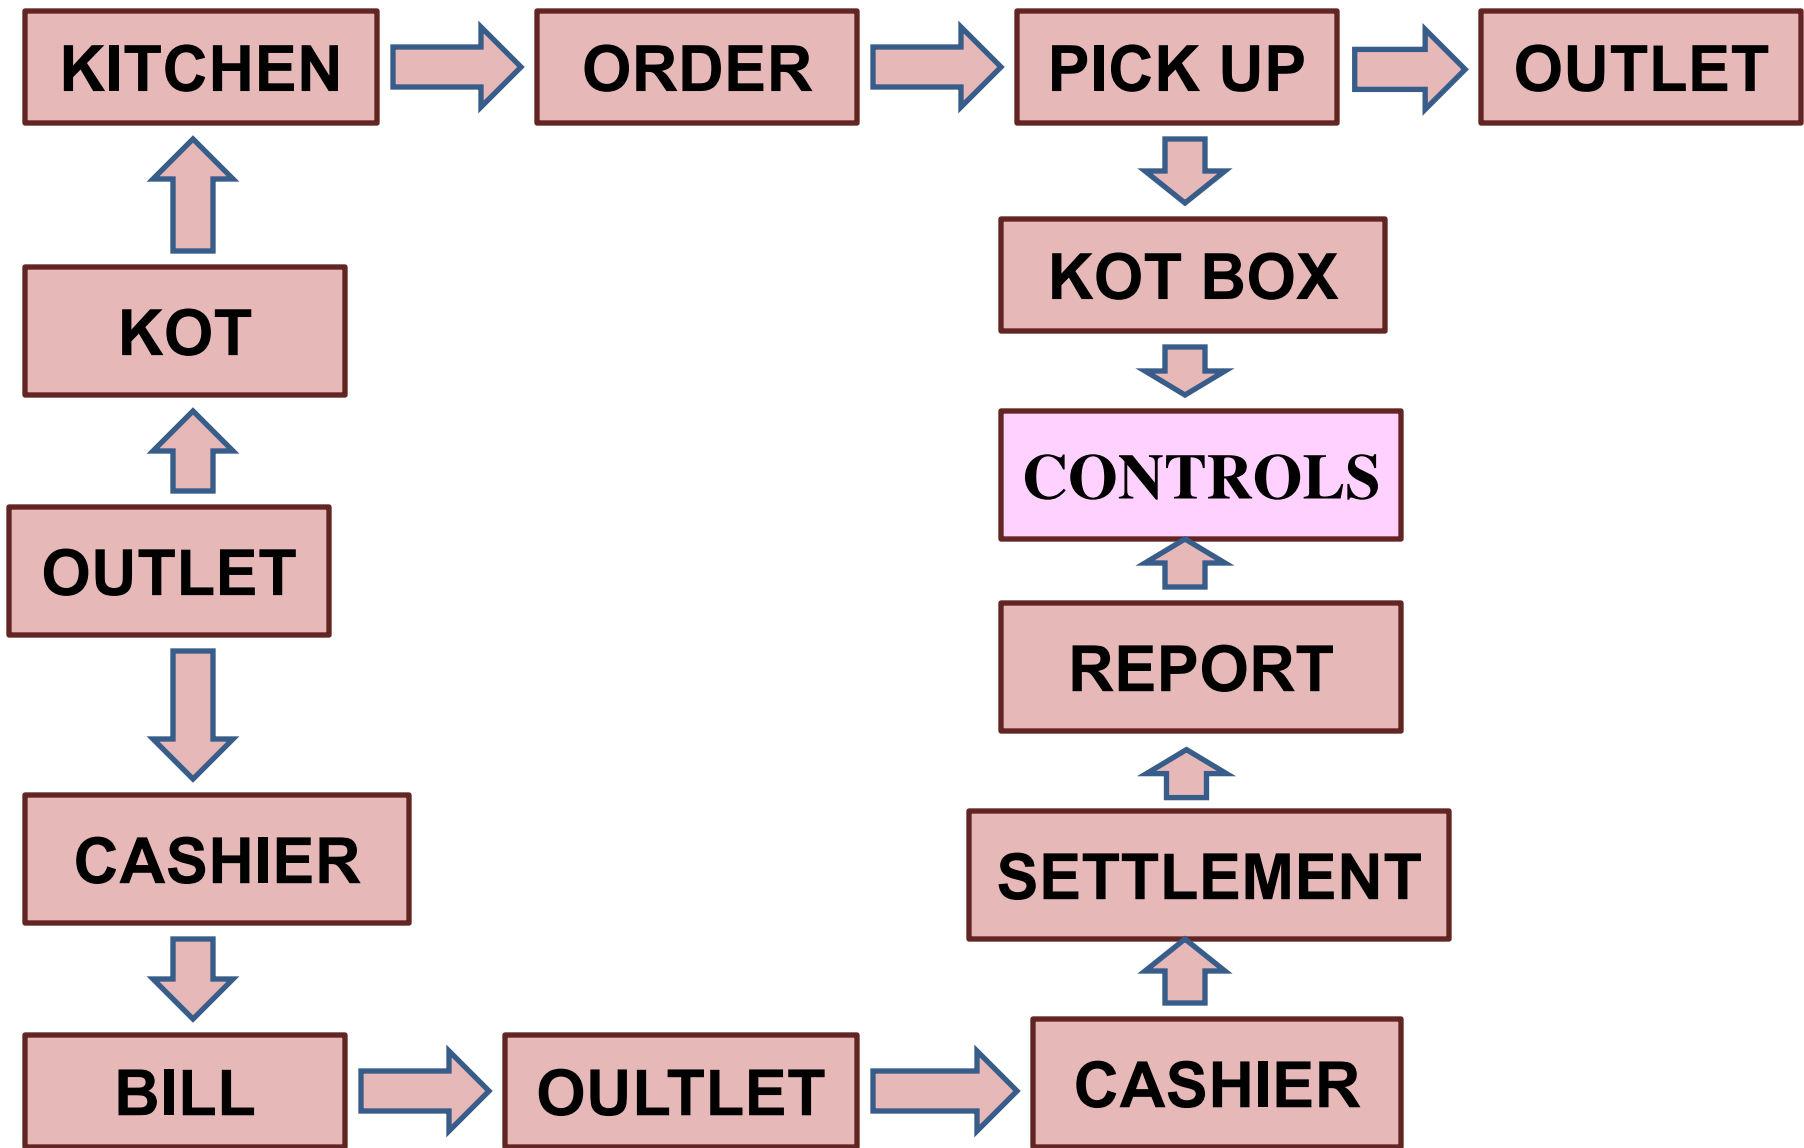 KITCHEN
ORDER
PICK UP
OUTLET
KOT
KOT BOX
CONTROLS
OUTLET
REPORT
CASHIER
SETTLEMENT
BILL
OULTLET
CASHIER